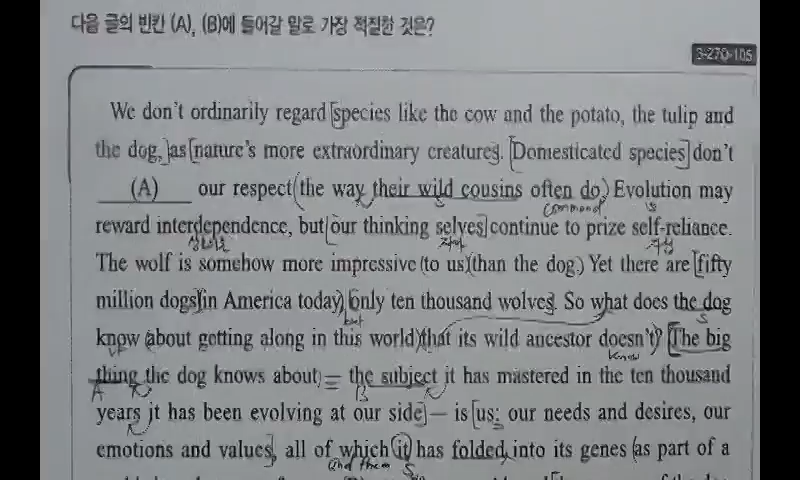 다음 글의 빈칸 (A), (B)에 들어갈 말로 가장 적절한 것은?
3-270-105
We don't ordinarily regard [species like the cow and the potato, the tulip and
the dog,] as [nature's more extraordinary creatures. [Domesticated species] don't
(A) our respect (the way their wild cousins often do.) Evolution may
command
reward interdependence, but [our thinking selves] continue to prize self-reliance.
자아
The wolf is somehow more impressive (to us) (than the dog.) Yet there are [fifty
million dogs] in America today, only ten thousand wolves. So what does the dog
but S
know (about getting along in this world) that its wild ancestor doesn't? [The big
know
thing the dog knows about) = the subject it has mastered in the ten thousand
A B
years it has been evolving at our side] — is [us: our needs and desires, our
emotions and values], all of which (it) has folded into its genes (as part of a
and them S